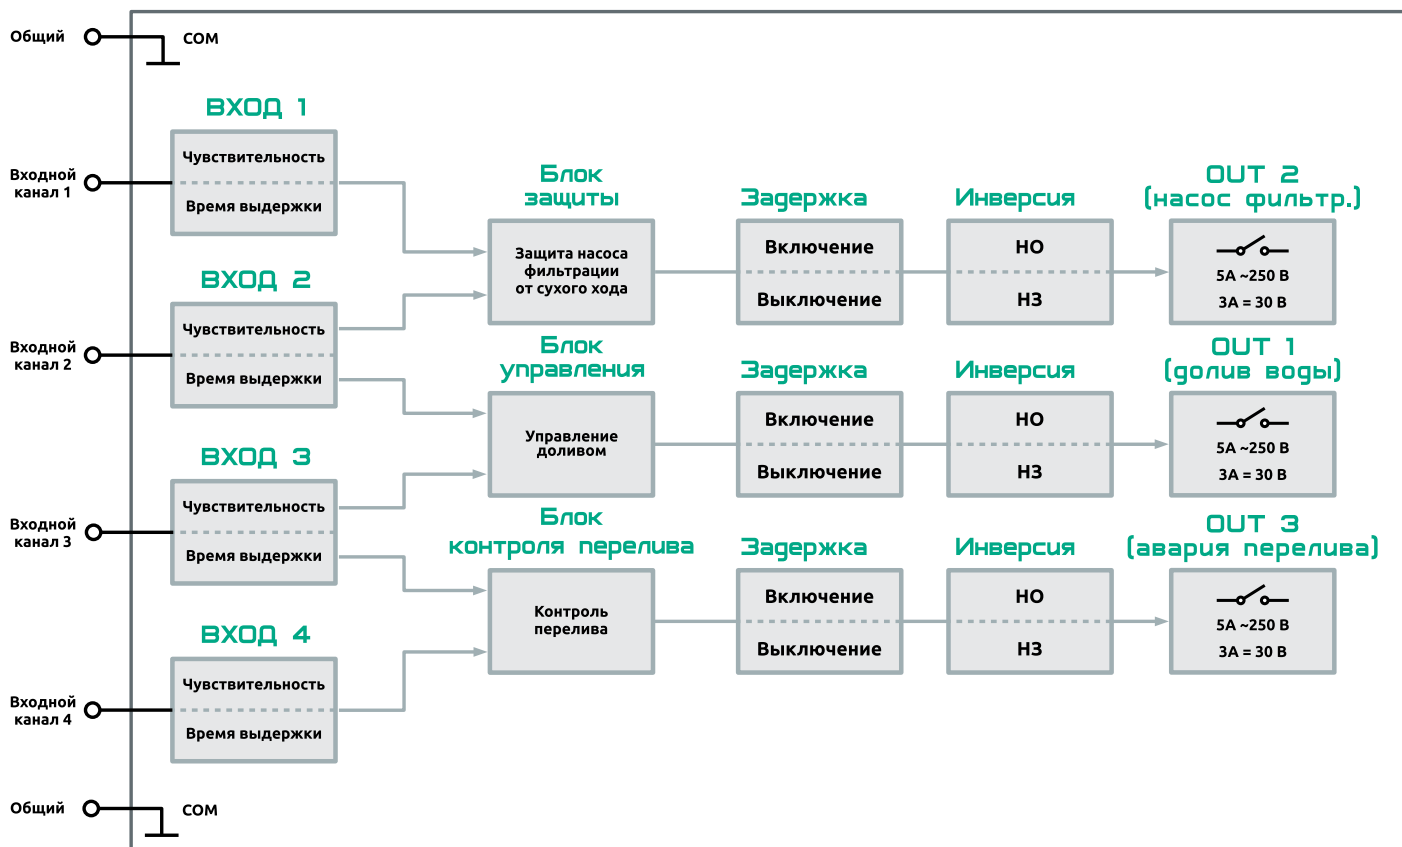 Общий
COM
ВХОД 1
Чувствительность
Время выдержки
Входной
канал 1
ВХОД 2
Чувствительность
Время выдержки
Входной
канал 2
ВХОД 3
Чувствительность
Время выдержки
Входной
канал 3
ВХОД 4
Чувствительность
Время выдержки
Входной
канал 4
Общий
COM
Блок
защиты
Защита насоса
фильтрации
от сухого хода
Задержка
Включение
Выключение
Инверсия
НО
НЗ
OUT 2
(насос фильтр.)
5А ~250 В
3А = 30 В
Блок
управления
Управление
доливом
Задержка
Включение
Выключение
Инверсия
НО
НЗ
OUT 1
(долив воды)
5А ~250 В
3А = 30 В
Блок
контроля перелива
Контроль
перелива
Задержка
Включение
Выключение
Инверсия
НО
НЗ
OUT 3
(авария перелива)
5А ~250 В
3А = 30 В